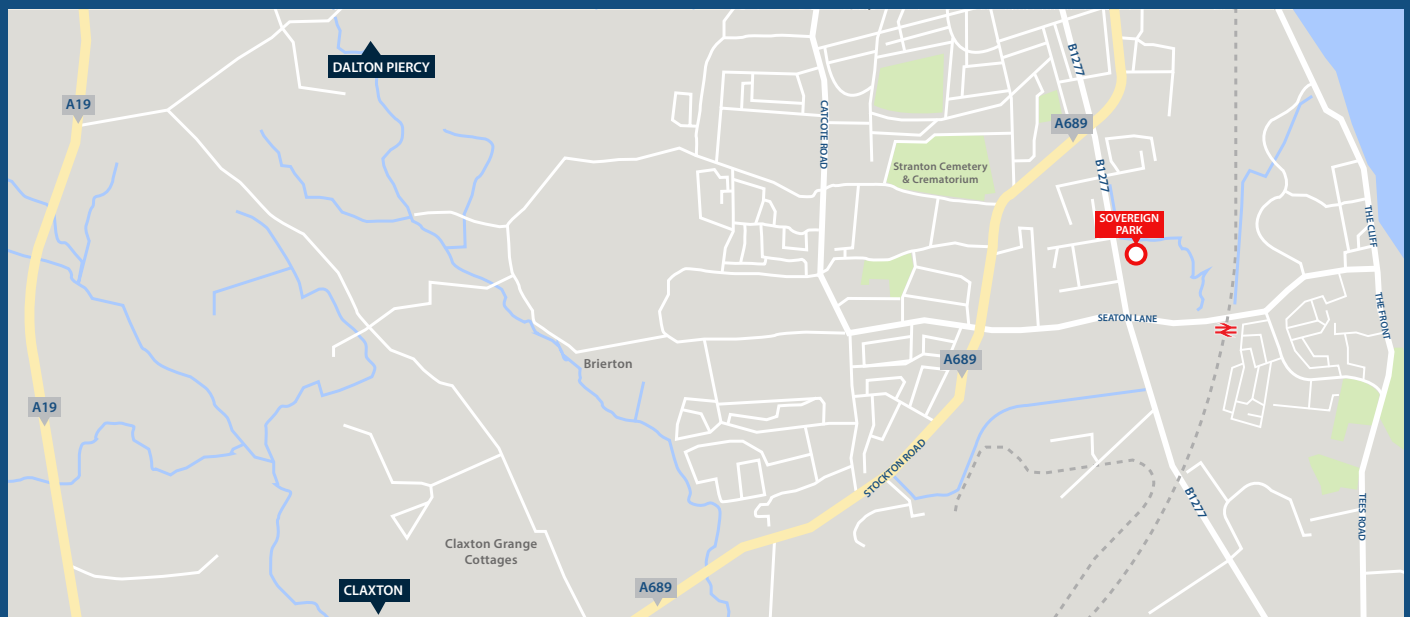 DALTON PIERCY
A19
B1277
CATCOTE ROAD
A689
Stranton Cemetery
& Crematorium
B1277
SOVEREIGN
PARK
THE CLIFF
THE FRONT
SEATON LANE
A689
Brierton
A19
STOCKTON ROAD
B1277
TEES ROAD
Claxton Grange
Cottages
CLAXTON
A689